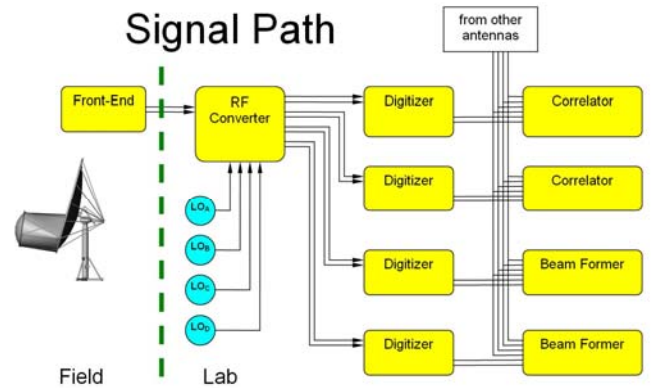 Signal Path
from other
antennas
Front-End
RF
Converter
Digitizer
Correlator
Digitizer
Correlator
LOA
LOB
LOC
LOD
Digitizer
Beam Former
Digitizer
Beam Former
Field
Lab